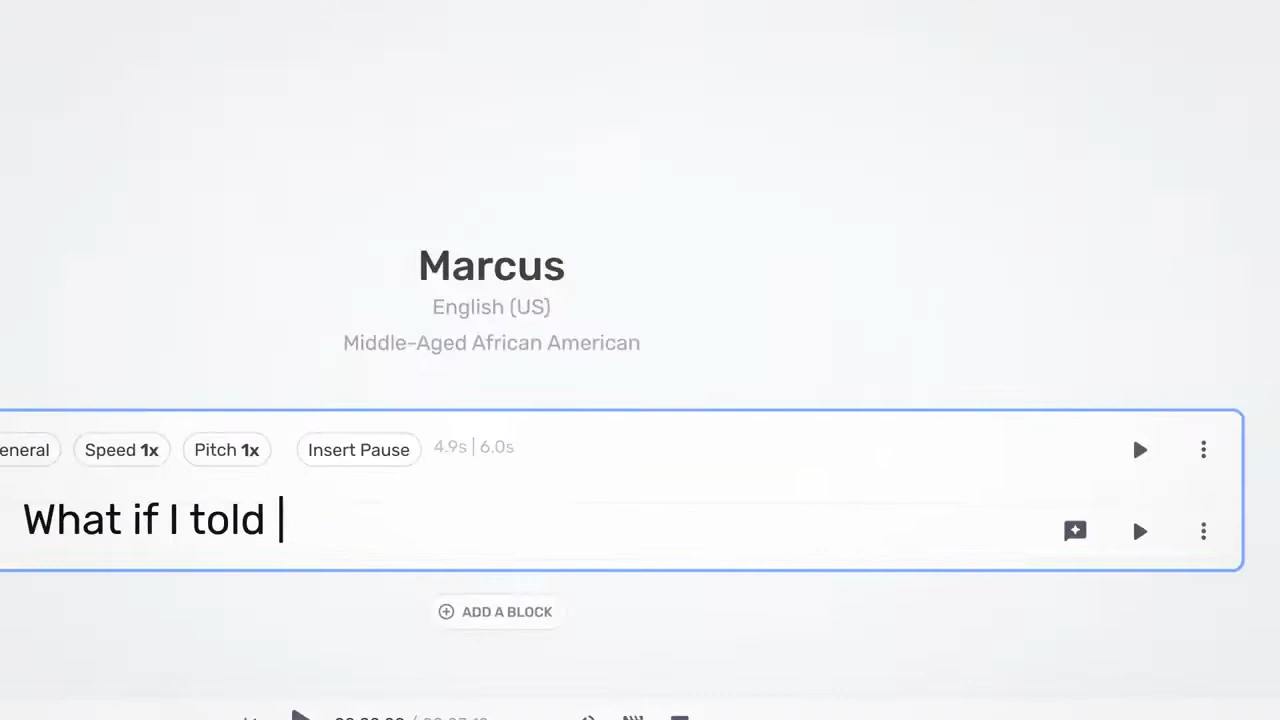 Marcus
English (US)
Middle-Aged African American
eneral Speed 1x Pitch 1x Insert Pause 4.9s | 6.0s
What if I told
ADD A BLOCK